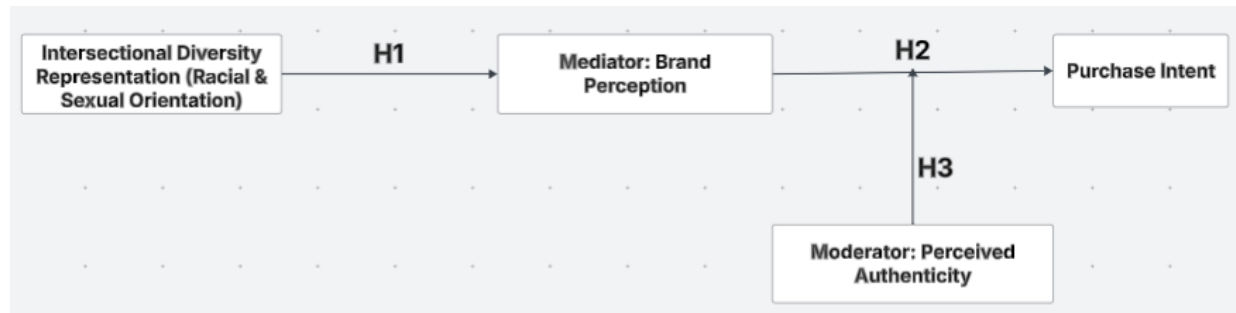 Intersectional Diversity
Representation (Racial &
Sexual Orientation)
H1
Mediator: Brand
Perception
H2
Purchase Intent
H3
Moderator: Perceived
Authenticity